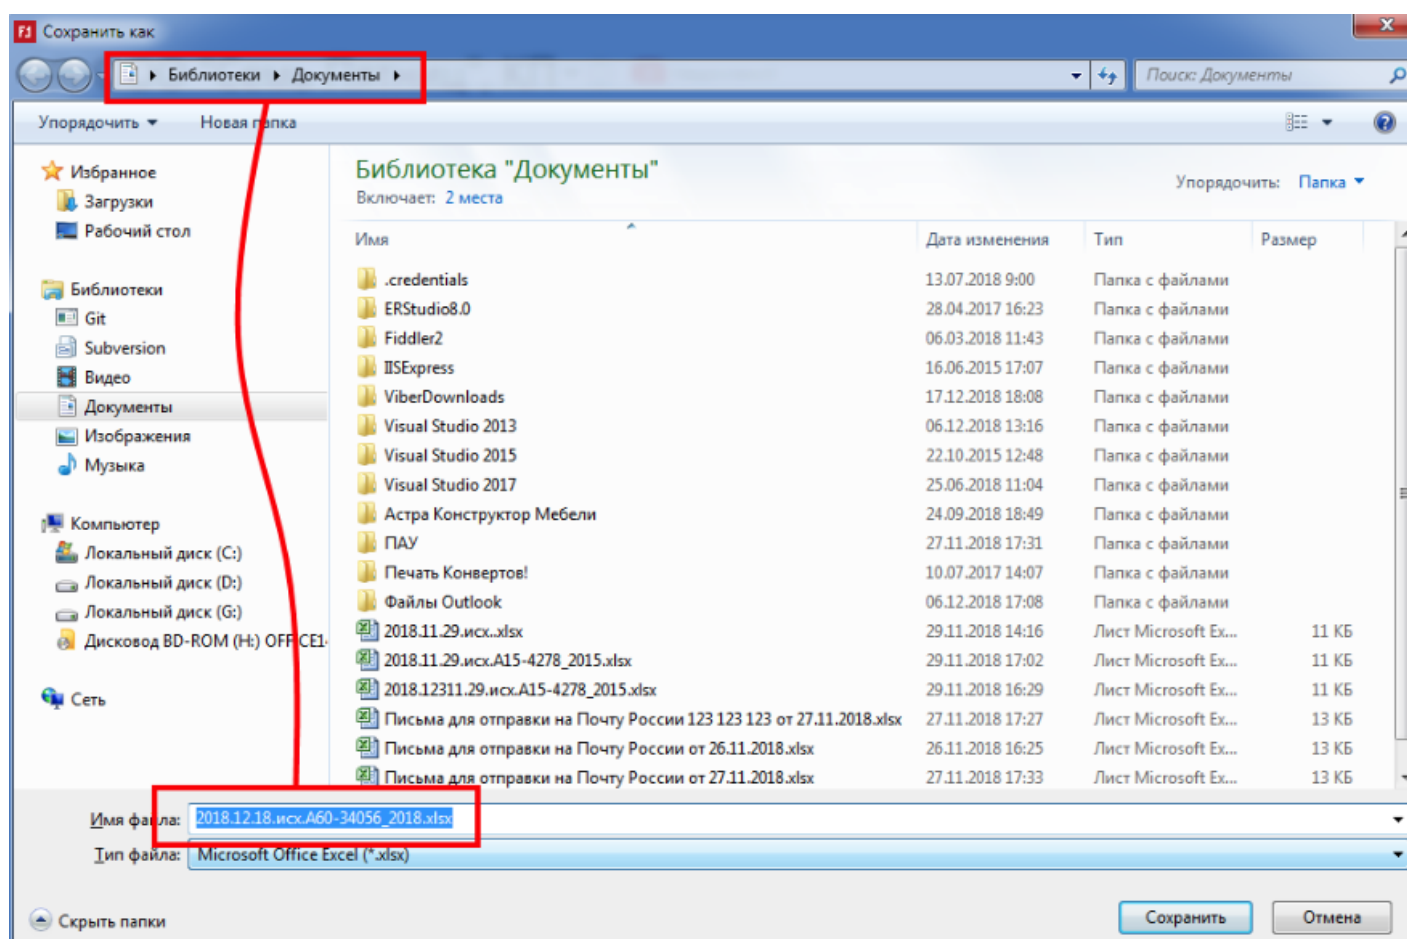 Сохранить как
Библиотеки Документы
Поиск: Документы
Упорядочить Новая папка
Избранное
Загрузки
Рабочий стол
Библиотеки
Git
Subversion
Видео
Документы
Изображения
Музыка
Компьютер
Локальный диск (C:)
Локальный диск (D:)
Локальный диск (G:)
Дисковод BD-ROM (H:) OFFICE1
Сеть
Библиотека "Документы"
Включает: 2 места
Упорядочить: Папка
Имя Дата изменения Тип Размер
.credentials 13.07.2018 9:00 Папка с файлами
ERStudio8.0 28.04.2017 16:23 Папка с файлами
Fiddler2 06.03.2018 11:43 Папка с файлами
IISExpress 16.06.2015 17:07 Папка с файлами
ViberDownloads 17.12.2018 18:08 Папка с файлами
Visual Studio 2013 06.12.2018 13:16 Папка с файлами
Visual Studio 2015 22.10.2015 12:48 Папка с файлами
Visual Studio 2017 25.06.2018 11:04 Папка с файлами
Астра Конструктор Мебели 24.09.2018 18:49 Папка с файлами
ПАУ 27.11.2018 17:31 Папка с файлами
Печать Конвертов! 10.07.2017 14:07 Папка с файлами
Файлы Outlook 06.12.2018 17:08 Папка с файлами
2018.11.29.исх..xlsx 29.11.2018 14:16 Лист Microsoft Ex... 11 КБ
2018.11.29.исх.А15-4278_2015.xlsx 29.11.2018 17:02 Лист Microsoft Ex... 11 КБ
2018.12311.29.исх.А15-4278_2015.xlsx 29.11.2018 16:29 Лист Microsoft Ex... 11 КБ
Письма для отправки на Почту России 123 123 123 от 27.11.2018.xlsx 27.11.2018 17:27 Лист Microsoft Ex... 13 КБ
Письма для отправки на Почту России от 26.11.2018.xlsx 26.11.2018 16:25 Лист Microsoft Ex... 13 КБ
Письма для отправки на Почту России от 27.11.2018.xlsx 27.11.2018 17:33 Лист Microsoft Ex... 13 КБ
Имя файла: 2018.12.18.исх.А60-34056_2018.xlsx
Тип файла: Microsoft Office Excel (*.xlsx)
Скрыть папки
Сохранить Отмена